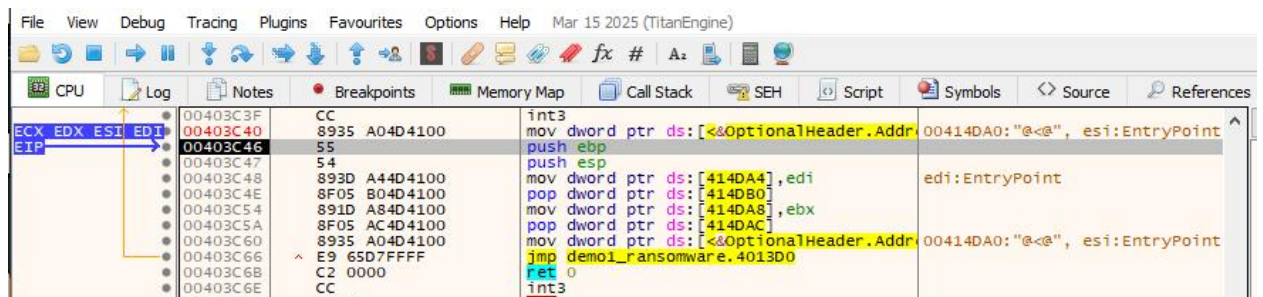 File View Debug Tracing Plugins Favourites Options Help Mar 15 2025 (TitanEngine)
fx # Az
32 CPU Log Notes Breakpoints Memory Map Call Stack SEH Script Symbols Source References
00403C3F CC int3
ECX EDX ESI EDI 00403C40 8935 A04D4100 mov dword ptr ds:[<&OptionalHeader.Addr 00414DA0:"@<@", esi:EntryPoint
EIP 00403C46 55 push ebp
00403C47 54 push esp
00403C48 893D A44D4100 mov dword ptr ds:[414DA4],edi edi:EntryPoint
00403C4E 8F05 B04D4100 pop dword ptr ds:[414DB0]
00403C54 891D A84D4100 mov dword ptr ds:[414DA8],ebx
00403C5A 8F05 AC4D4100 pop dword ptr ds:[414DAC]
00403C60 8935 A04D4100 mov dword ptr ds:[<&OptionalHeader.Addr 00414DA0:"@<@", esi:EntryPoint
00403C66 E9 65D7FFFF jmp demo1_ransomware.4013D0
00403C6B C2 0000 ret 0
00403C6E CC int3